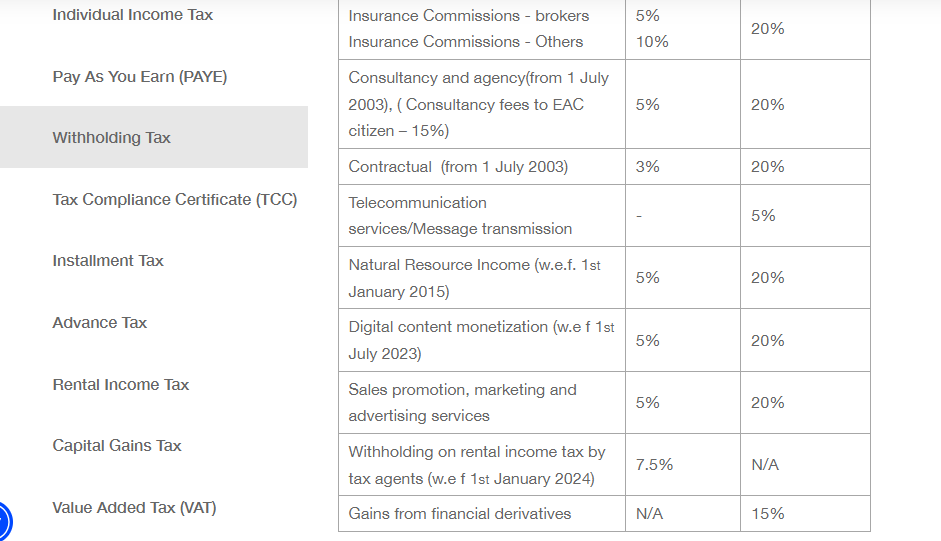 Individual Income Tax
Pay As You Earn (PAYE)
Withholding Tax
Tax Compliance Certificate (TCC)
Installment Tax
Advance Tax
Rental Income Tax
Capital Gains Tax
Value Added Tax (VAT)
Insurance Commissions - brokers 5%
Insurance Commissions - Others 10%
20%
Consultancy and agency(from 1 July
2003), ( Consultancy fees to EAC 5% 20%
citizen – 15%)
Contractual (from 1 July 2003) 3% 20%
Telecommunication
services/Message transmission
- 5%
Natural Resource Income (w.e.f. 1st
January 2015)
5% 20%
Digital content monetization (w.e f 1st
July 2023)
5% 20%
Sales promotion, marketing and
advertising services
5% 20%
Withholding on rental income tax by
tax agents (w.e f 1st January 2024)
7.5% N/A
Gains from financial derivatives N/A 15%